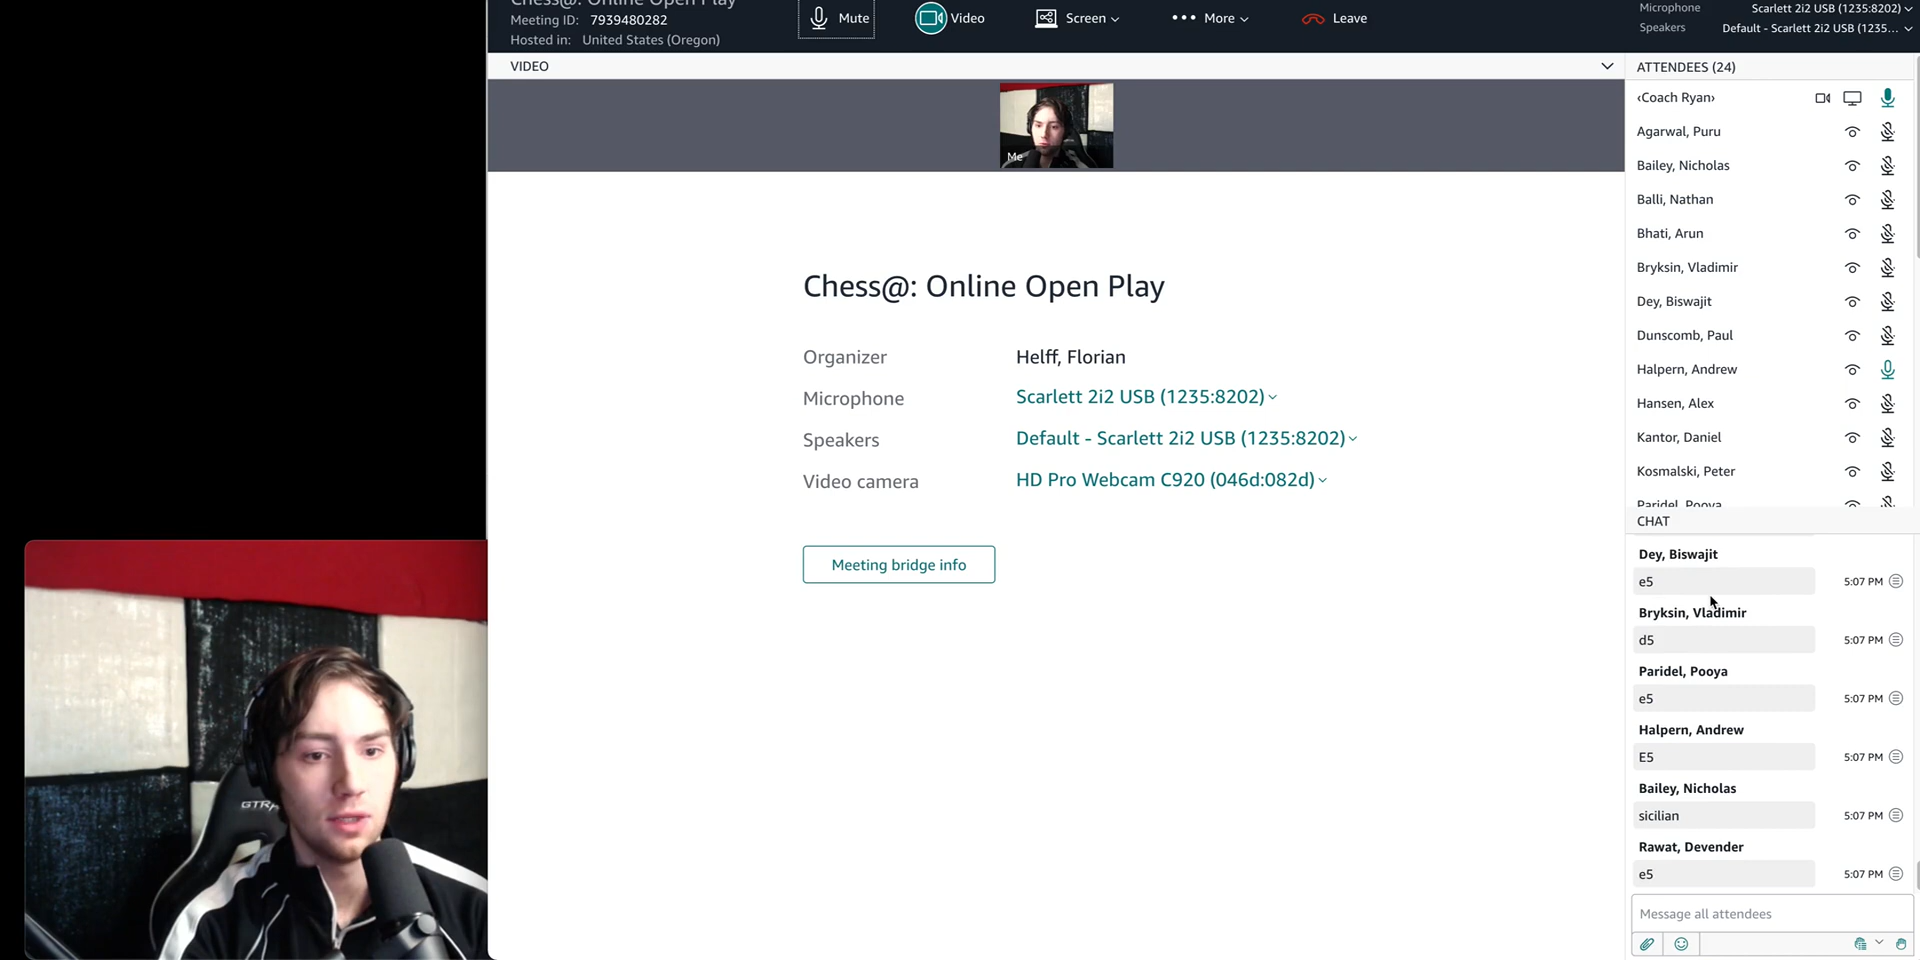 Chess@: Online Open Play
Meeting ID: 7939480282
Hosted in: United States (Oregon)
Mute
Video
Screen
More
Leave
Microphone Scarlett 2i2 USB (1235:8202)
Speakers Default - Scarlett 2i2 USB (1235...
VIDEO
Me
Chess@: Online Open Play
Organizer Helff, Florian
Microphone Scarlett 2i2 USB (1235:8202)
Speakers Default - Scarlett 2i2 USB (1235:8202)
Video camera HD Pro Webcam C920 (046d:082d)
Meeting bridge info
ATTENDEES (24)
‹Coach Ryan›
Agarwal, Puru
Bailey, Nicholas
Balli, Nathan
Bhati, Arun
Bryksin, Vladimir
Dey, Biswajit
Dunscomb, Paul
Halpern, Andrew
Hansen, Alex
Kantor, Daniel
Kosmalski, Peter
Paridel, Pooya
CHAT
Dey, Biswajit
e5 5:07 PM
Bryksin, Vladimir
d5 5:07 PM
Paridel, Pooya
e5 5:07 PM
Halpern, Andrew
E5 5:07 PM
Bailey, Nicholas
sicilian 5:07 PM
Rawat, Devender
e5 5:07 PM
Message all attendees